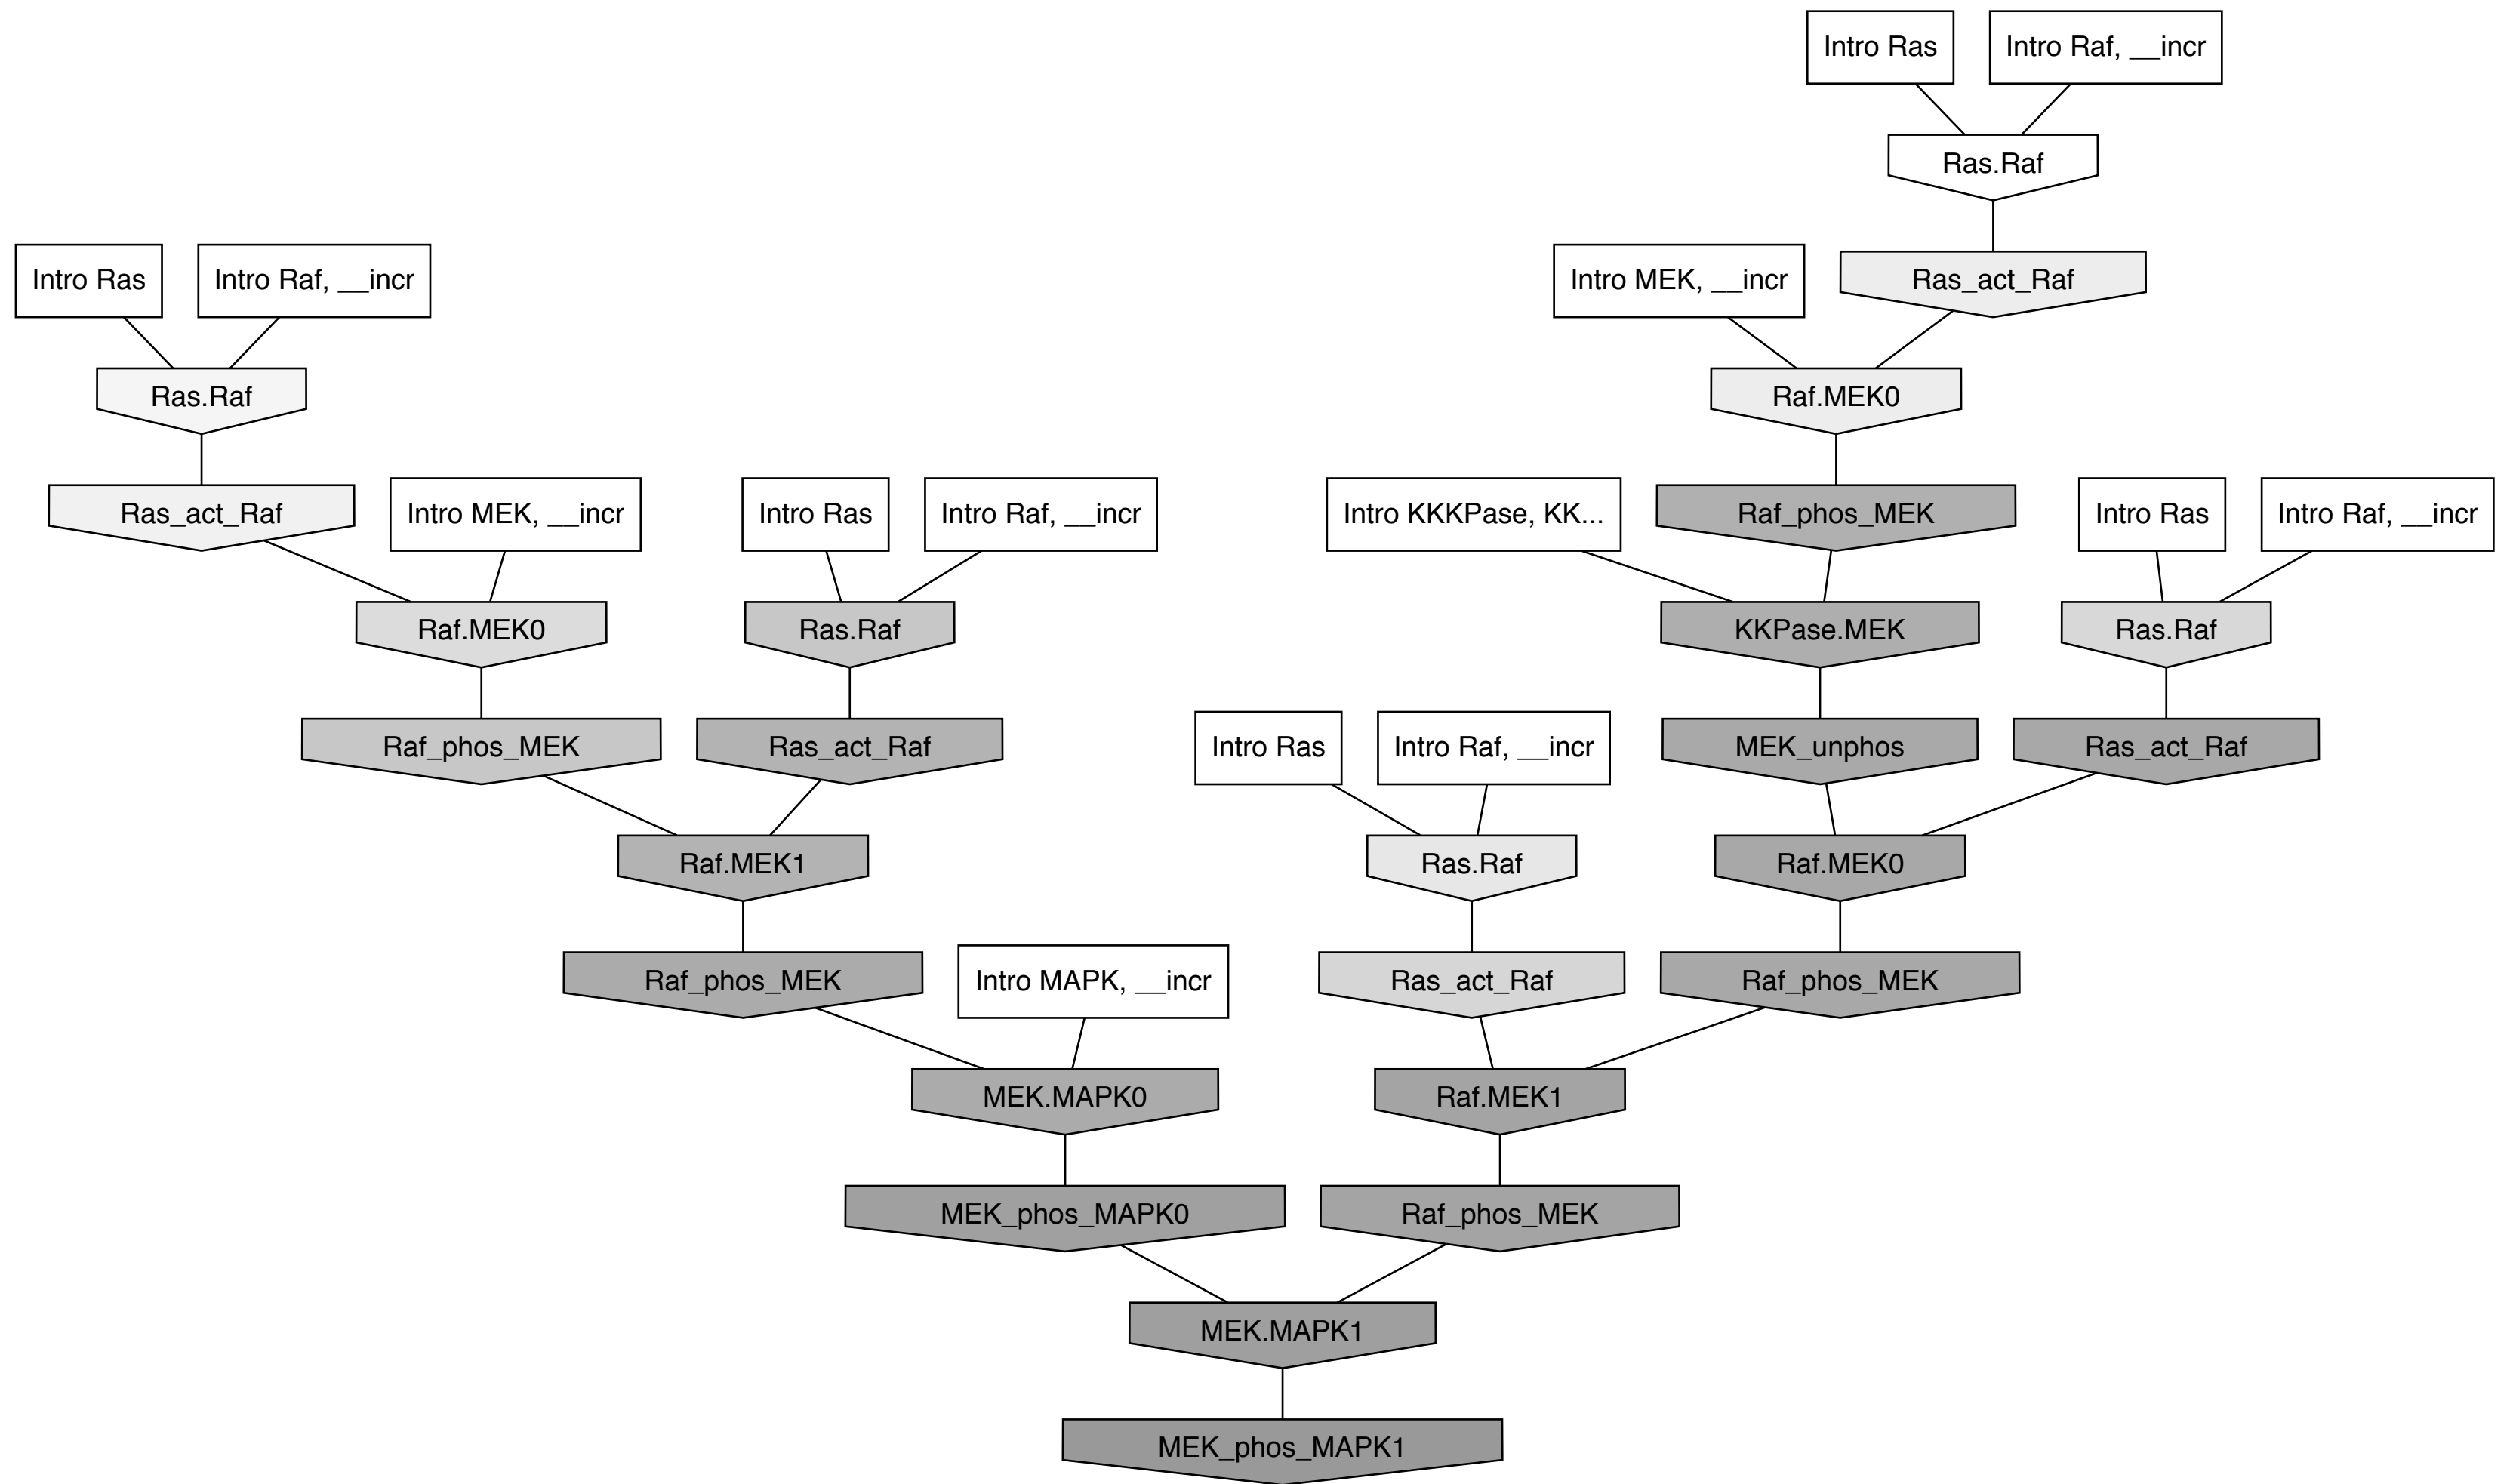 Intro Ras
Intro Raf, __incr
Ras.Raf
Intro Ras
Intro Raf, __incr
Intro MEK, __incr
Ras_act_Raf
Ras.Raf
Raf.MEK0
Ras_act_Raf
Intro MEK, __incr
Intro Ras
Intro Raf, __incr
Intro KKKPase, KK...
Raf_phos_MEK
Intro Ras
Intro Raf, __incr
Raf.MEK0
Ras.Raf
KKPase.MEK
Ras.Raf
Raf_phos_MEK
Ras_act_Raf
Intro Ras
Intro Raf, __incr
MEK_unphos
Ras_act_Raf
Raf.MEK1
Ras.Raf
Raf.MEK0
Raf_phos_MEK
Intro MAPK, __incr
Ras_act_Raf
Raf_phos_MEK
MEK.MAPK0
Raf.MEK1
MEK_phos_MAPK0
Raf_phos_MEK
MEK.MAPK1
MEK_phos_MAPK1